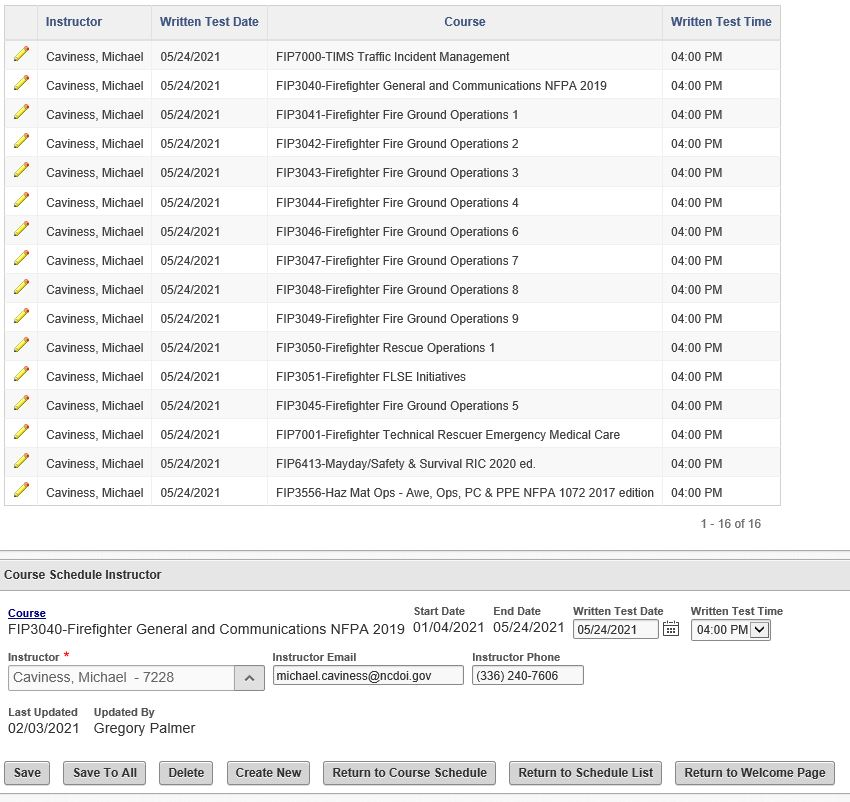 Instructor Written Test Date Course Written Test Time
Caviness, Michael 05/24/2021 FIP7000-TIMS Traffic Incident Management 04:00 PM
Caviness, Michael 05/24/2021 FIP3040-Firefighter General and Communications NFPA 2019 04:00 PM
Caviness, Michael 05/24/2021 FIP3041-Firefighter Fire Ground Operations 1 04:00 PM
Caviness, Michael 05/24/2021 FIP3042-Firefighter Fire Ground Operations 2 04:00 PM
Caviness, Michael 05/24/2021 FIP3043-Firefighter Fire Ground Operations 3 04:00 PM
Caviness, Michael 05/24/2021 FIP3044-Firefighter Fire Ground Operations 4 04:00 PM
Caviness, Michael 05/24/2021 FIP3046-Firefighter Fire Ground Operations 6 04:00 PM
Caviness, Michael 05/24/2021 FIP3047-Firefighter Fire Ground Operations 7 04:00 PM
Caviness, Michael 05/24/2021 FIP3048-Firefighter Fire Ground Operations 8 04:00 PM
Caviness, Michael 05/24/2021 FIP3049-Firefighter Fire Ground Operations 9 04:00 PM
Caviness, Michael 05/24/2021 FIP3050-Firefighter Rescue Operations 1 04:00 PM
Caviness, Michael 05/24/2021 FIP3051-Firefighter FLSE Initiatives 04:00 PM
Caviness, Michael 05/24/2021 FIP3045-Firefighter Fire Ground Operations 5 04:00 PM
Caviness, Michael 05/24/2021 FIP7001-Firefighter Technical Rescuer Emergency Medical Care 04:00 PM
Caviness, Michael 05/24/2021 FIP6413-Mayday/Safety & Survival RIC 2020 ed. 04:00 PM
Caviness, Michael 05/24/2021 FIP3556-Haz Mat Ops - Awe, Ops, PC & PPE NFPA 1072 2017 edition 04:00 PM
1 - 16 of 16
Course Schedule Instructor
Course Start Date End Date Written Test Date Written Test Time
FIP3040-Firefighter General and Communications NFPA 2019 01/04/2021 05/24/2021 05/24/2021 04:00 PM
Instructor * Instructor Email Instructor Phone
Caviness, Michael - 7228 michael.caviness@ncdoi.gov (336) 240-7606
Last Updated Updated By
02/03/2021 Gregory Palmer
Save Save To All Delete Create New Return to Course Schedule Return to Schedule List Return to Welcome Page